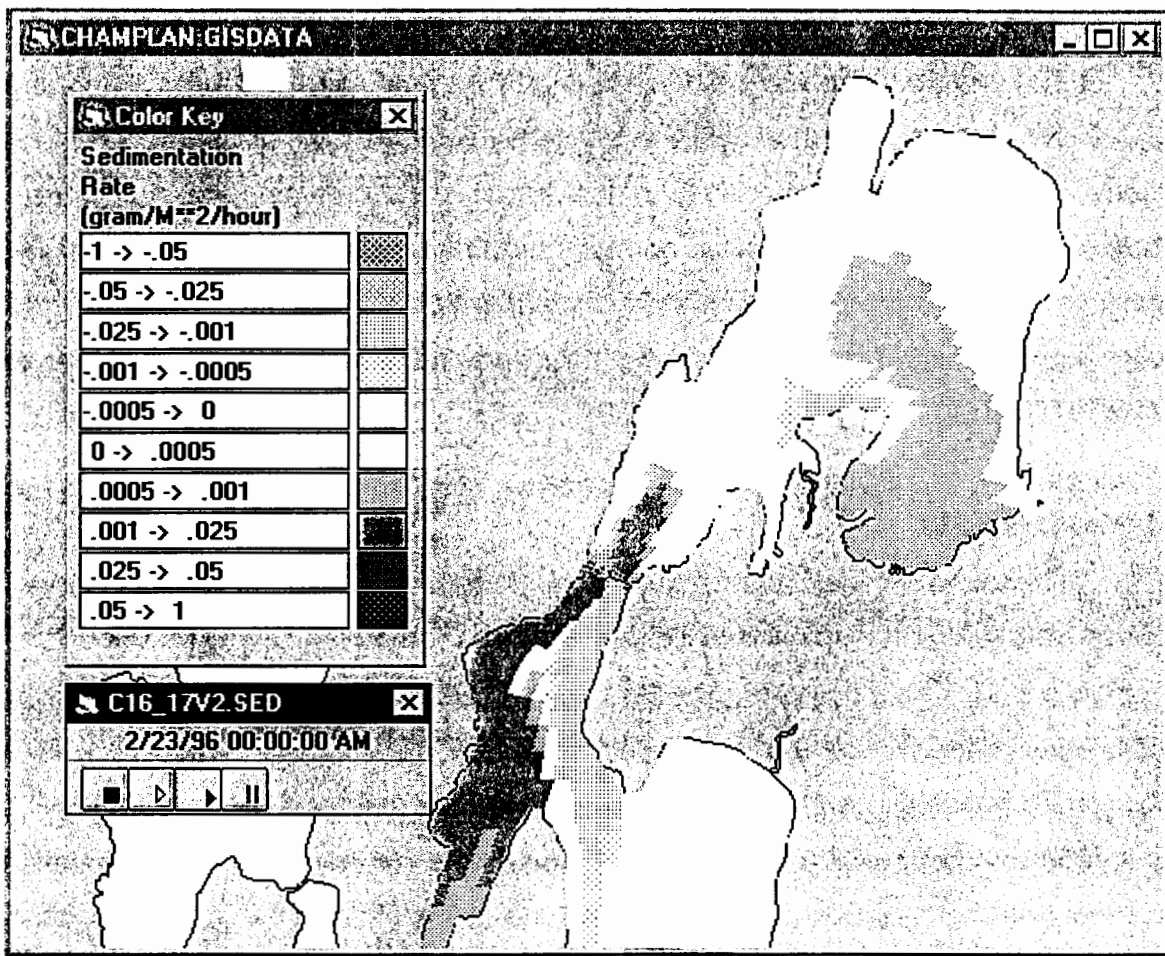 CHAMPLAN:GISDATA
Color Key
Sedimentation
Rate
(gram/M**2/hour)
-1 -> -.05
-.05 -> -.025
-.025 -> -.001
-.001 -> -.0005
-.0005 -> 0
0 -> .0005
.0005 -> .001
.001 -> .025
.025 -> .05
.05 -> 1
C16_17V2.SED
2/23/96 00:00:00 AM